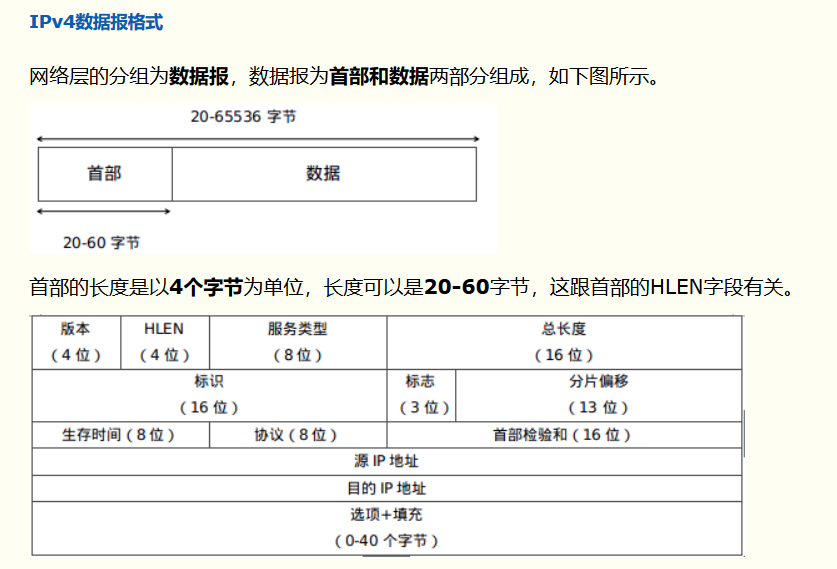 IPv4数据报格式
网络层的分组为数据报，数据报为首部和数据两部分组成，如下图所示。
20-65536 字节
首部 数据
20-60 字节
首部的长度是以4个字节为单位，长度可以是20-60字节，这跟首部的HLEN字段有关。
版本 HLEN 服务类型 总长度
（4 位） （4 位） （8 位） （16 位）
标识 标志 分片偏移
（16 位） （3 位） （13 位）
生存时间（8 位） 协议（8 位） 首部检验和（16 位）
源 IP 地址
目的 IP 地址
选项+填充
（0-40 个字节）